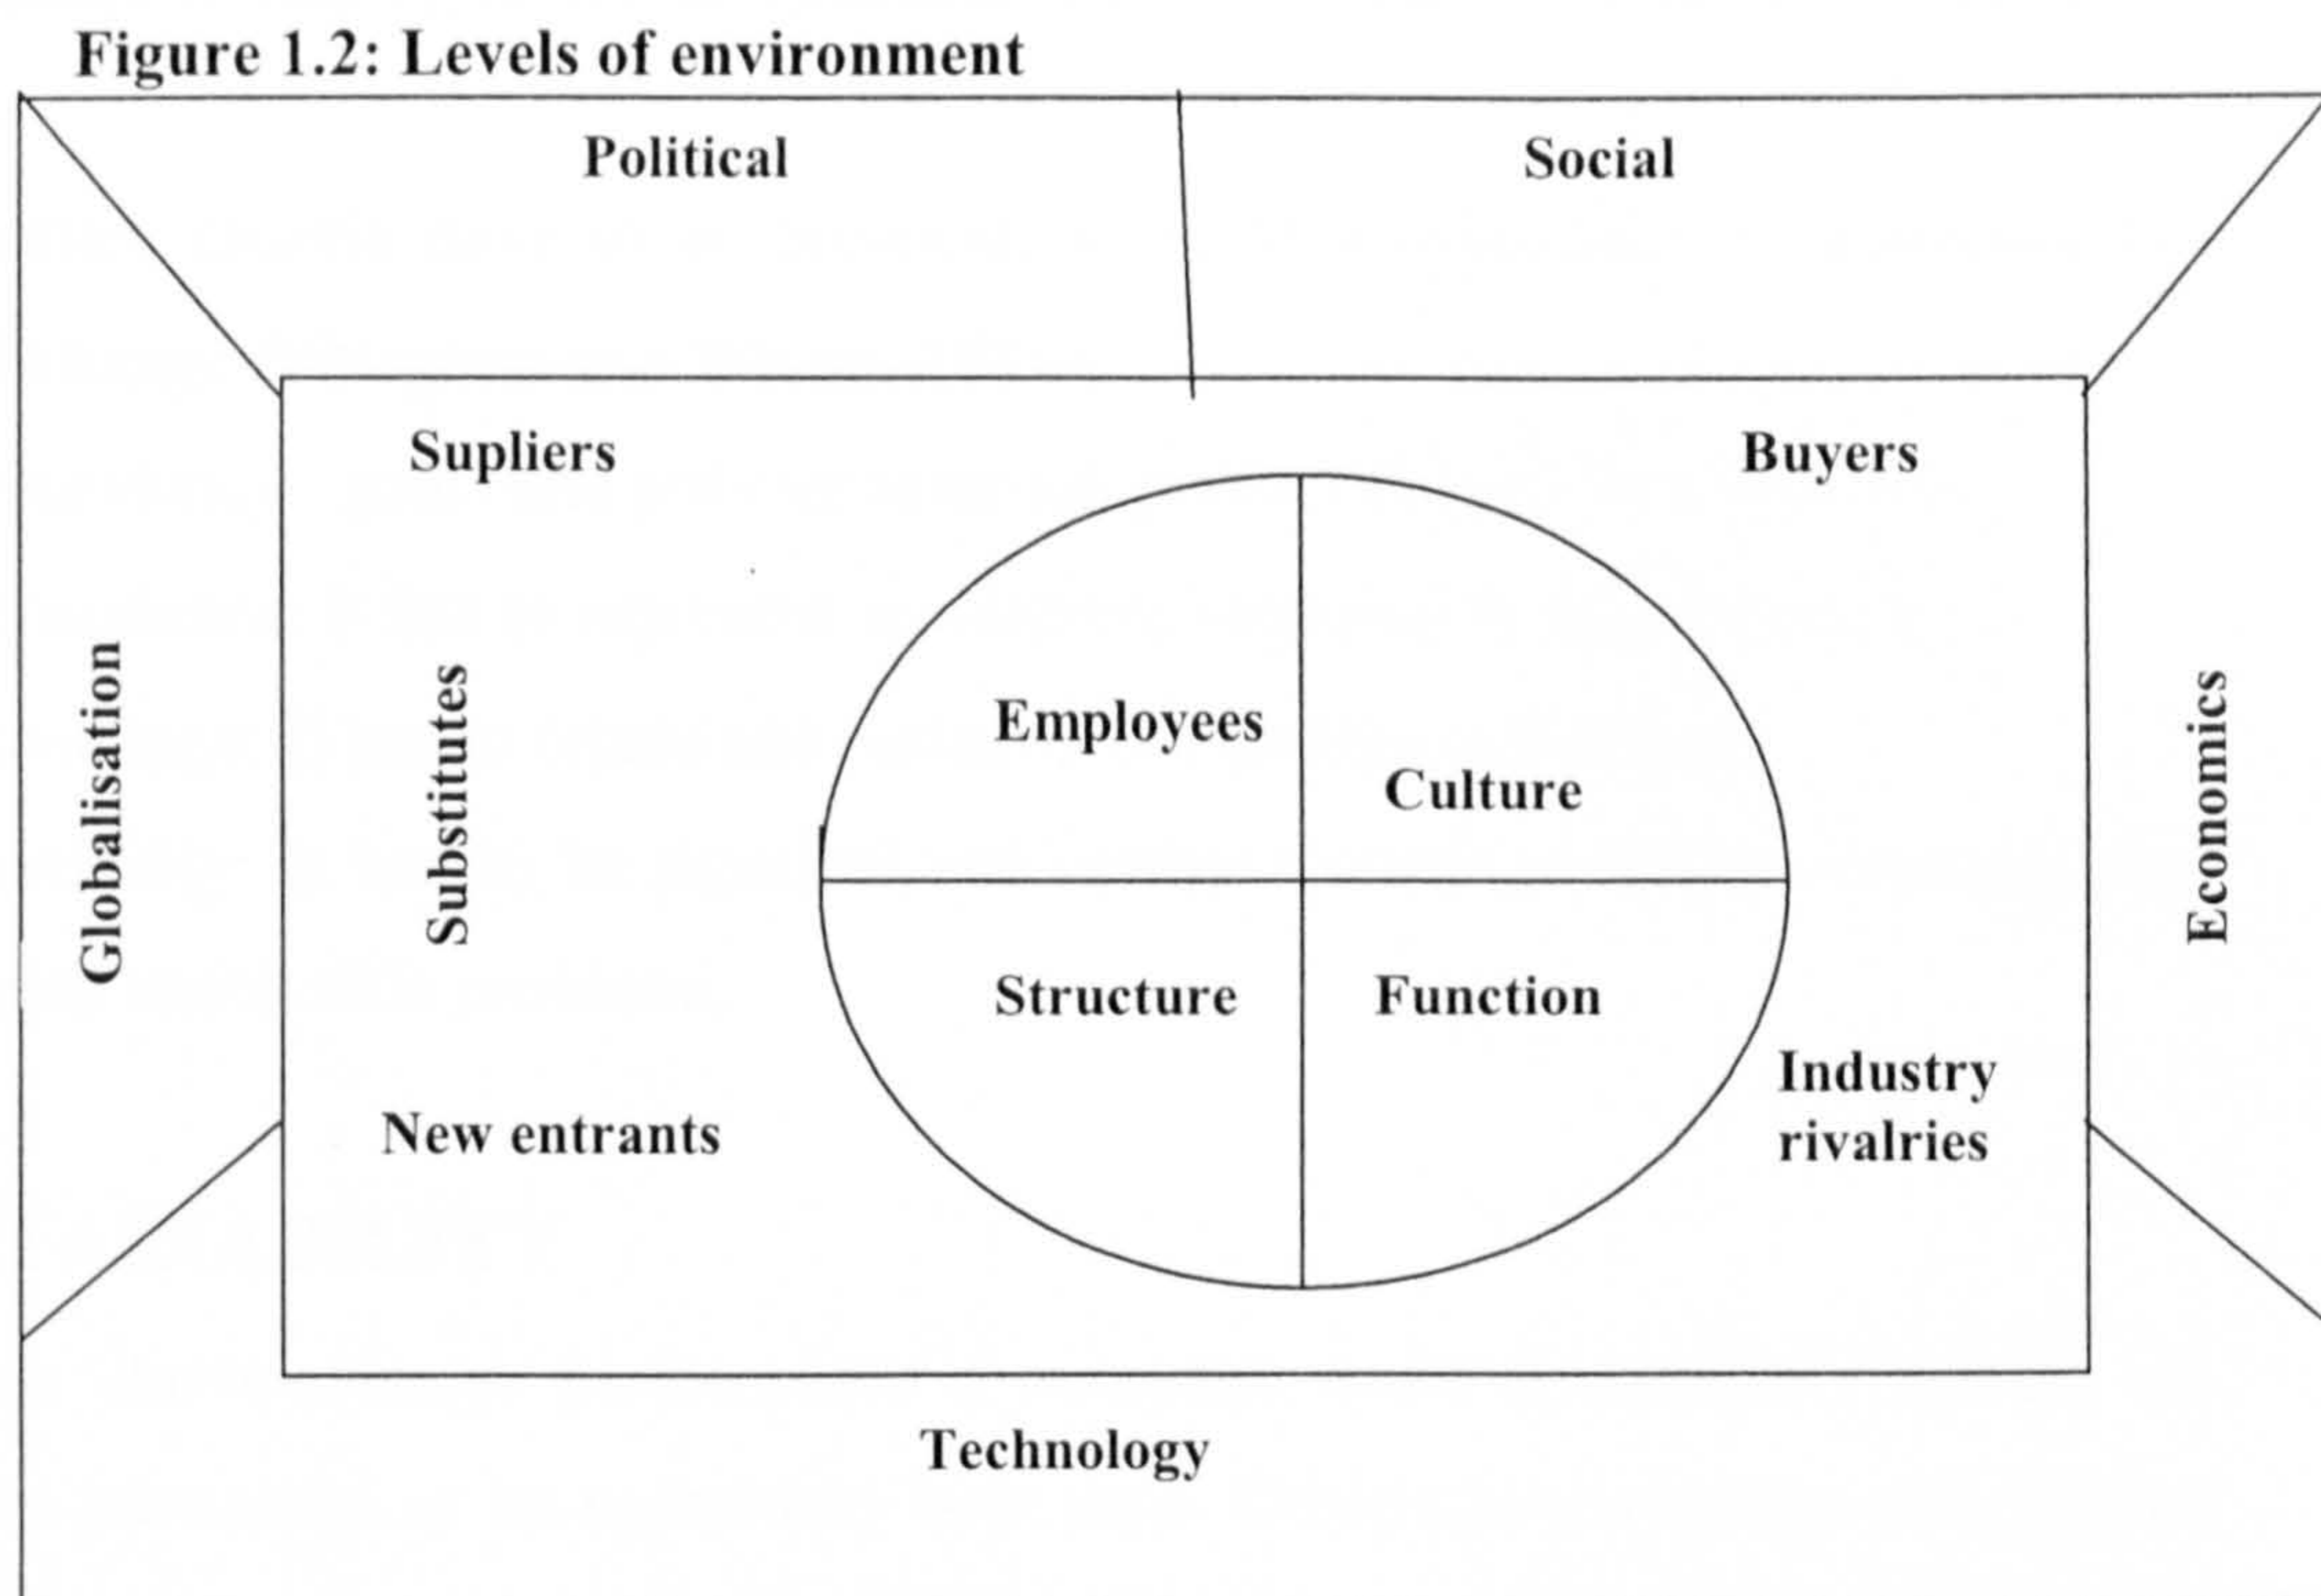 Figure 1.2: Levels of environment
Political
Social
Supliers
Buyers
Globalisation
Substitutes
Employees
Culture
Economics
Structure
Function
New entrants
Industry
rivalries
Technology